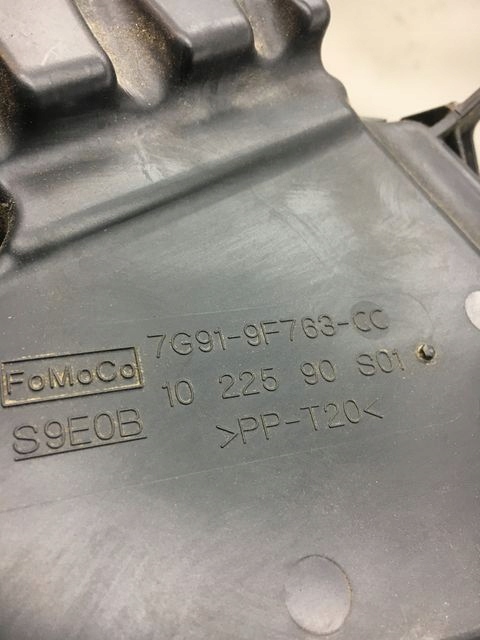 7G91-9F763-CC
FoMoCo
10 225 90 S01
S9E0B
>PP-T20<